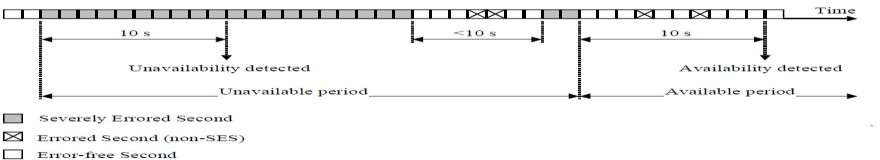 Time
10 s
<10 s
10 s
Unavailability detected
Availability detected
Unavailable period
Available period
Severely Errored Second
Errored Second (non-SES)
Error-free Second